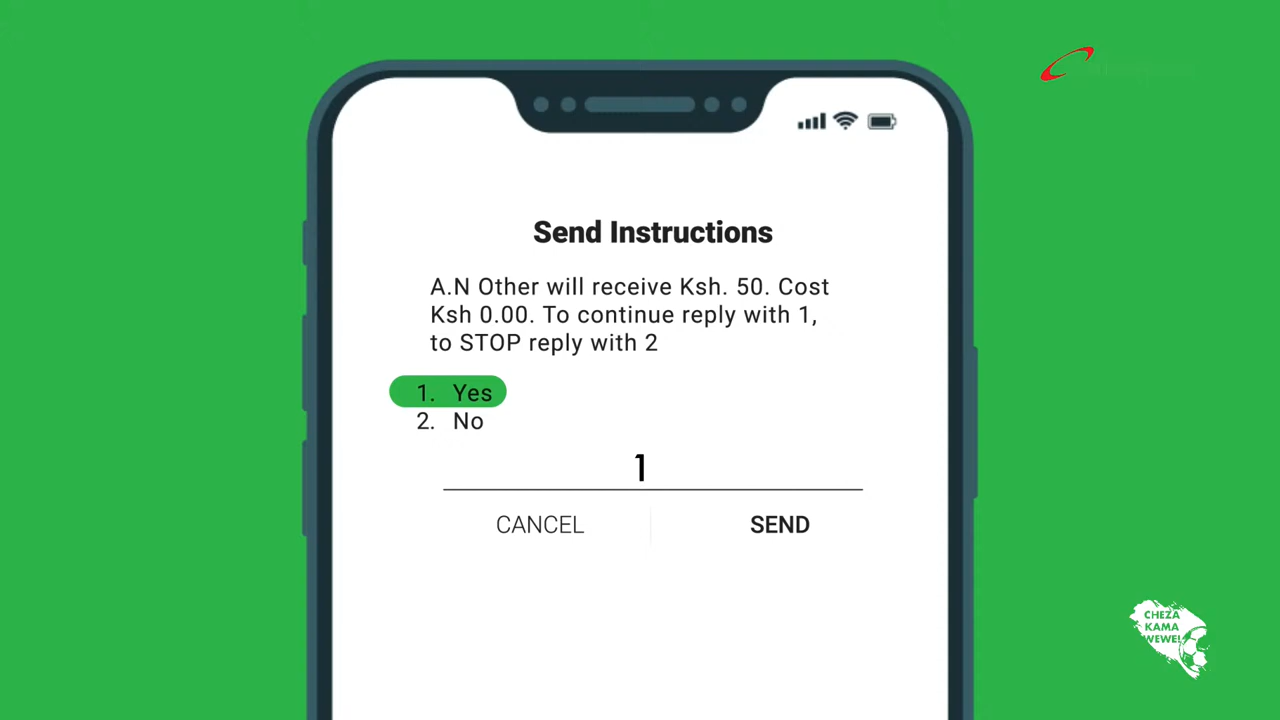 Send Instructions
A.N Other will receive Ksh. 50. Cost
Ksh 0.00. To continue reply with 1,
to STOP reply with 2
1. Yes
2. No
1
CANCEL SEND
CHEZA
KAMA
WEWE!